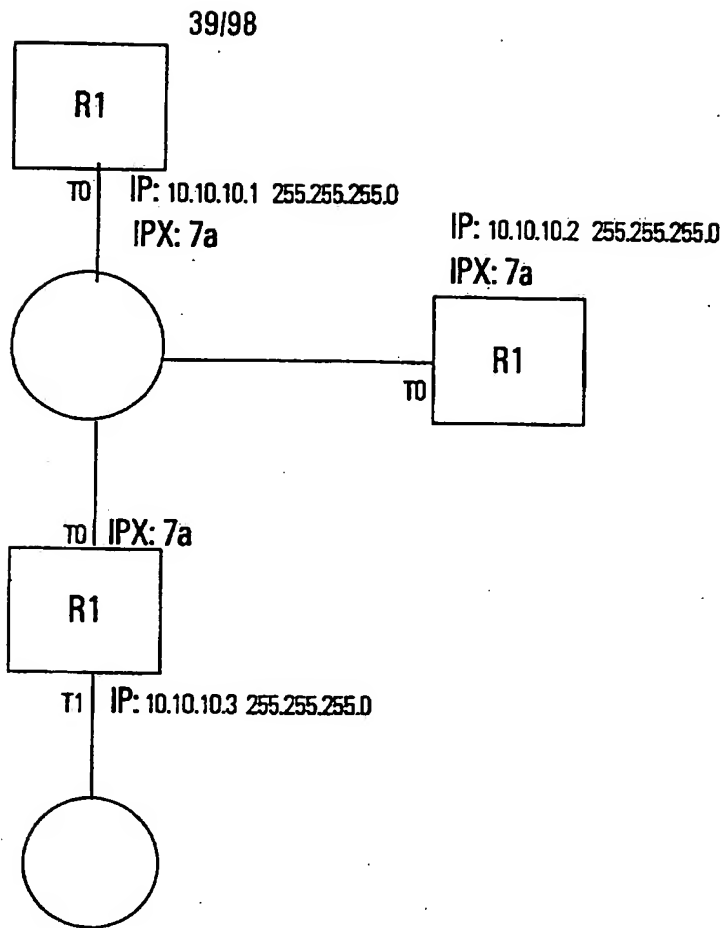 39/98
R1
T0 IP: 10.10.10.1 255.255.255.0
IPX: 7a
IP: 10.10.10.2 255.255.255.0
IPX: 7a
R1
T0
T0 IPX: 7a
R1
T1 IP: 10.10.10.3 255.255.255.0